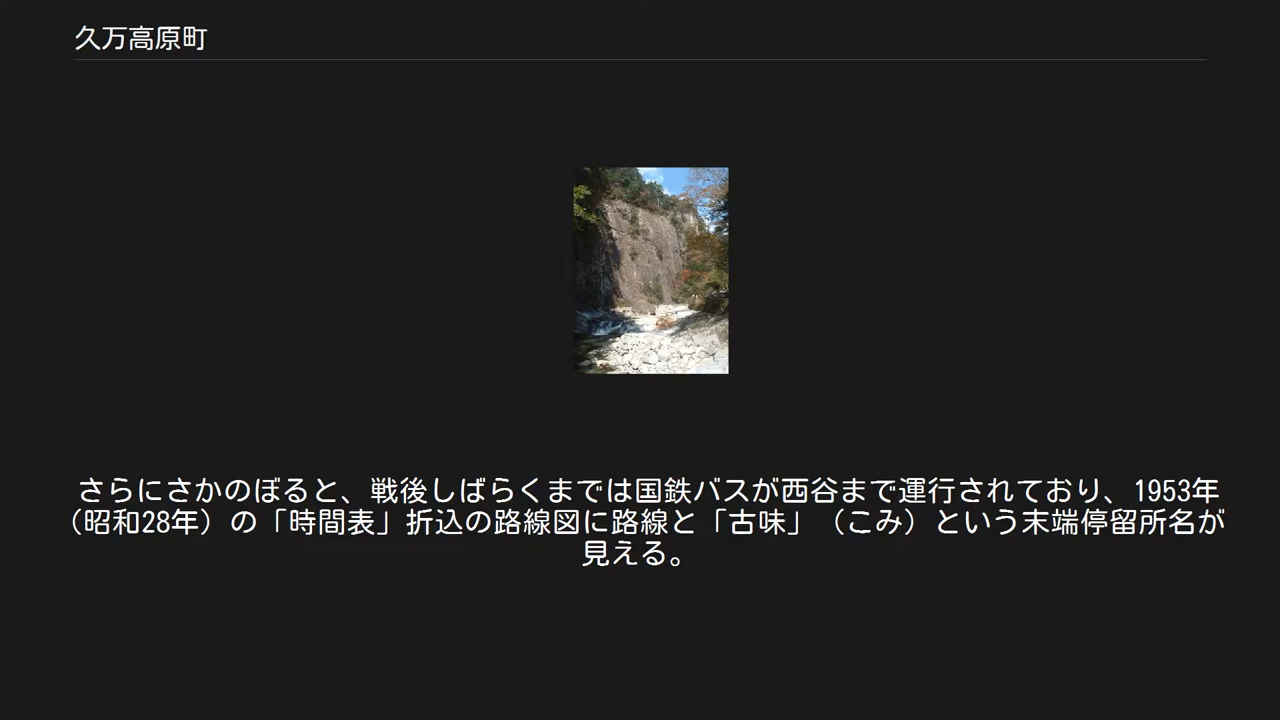 久万高原町
さらにさかのぼると、戦後しばらくまでは国鉄バスが西谷まで運行されており、1953年
（昭和28年）の「時間表」折込の路線図に路線と「古味」（こみ）という末端停留所名が
見える。